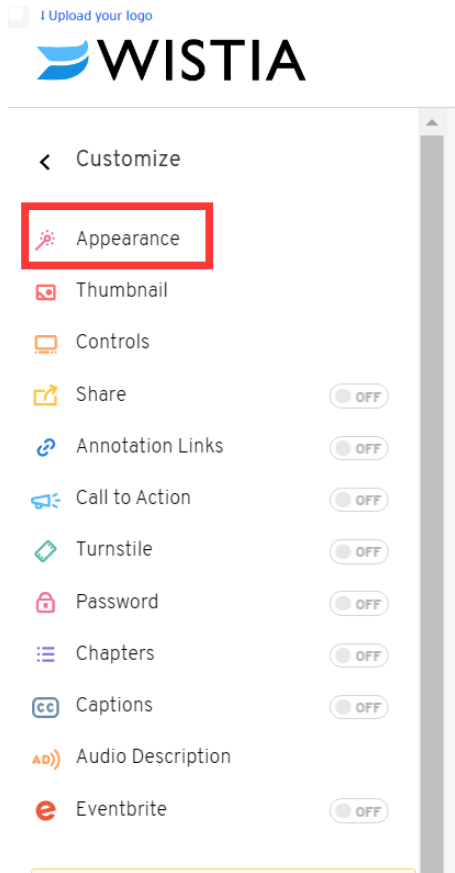 ↓Upload your logo
WISTIA
Customize
Appearance
Thumbnail
Controls
Share OFF
Annotation Links OFF
Call to Action OFF
Turnstile OFF
Password OFF
Chapters OFF
CC Captions OFF
AD)) Audio Description
e Eventbrite OFF